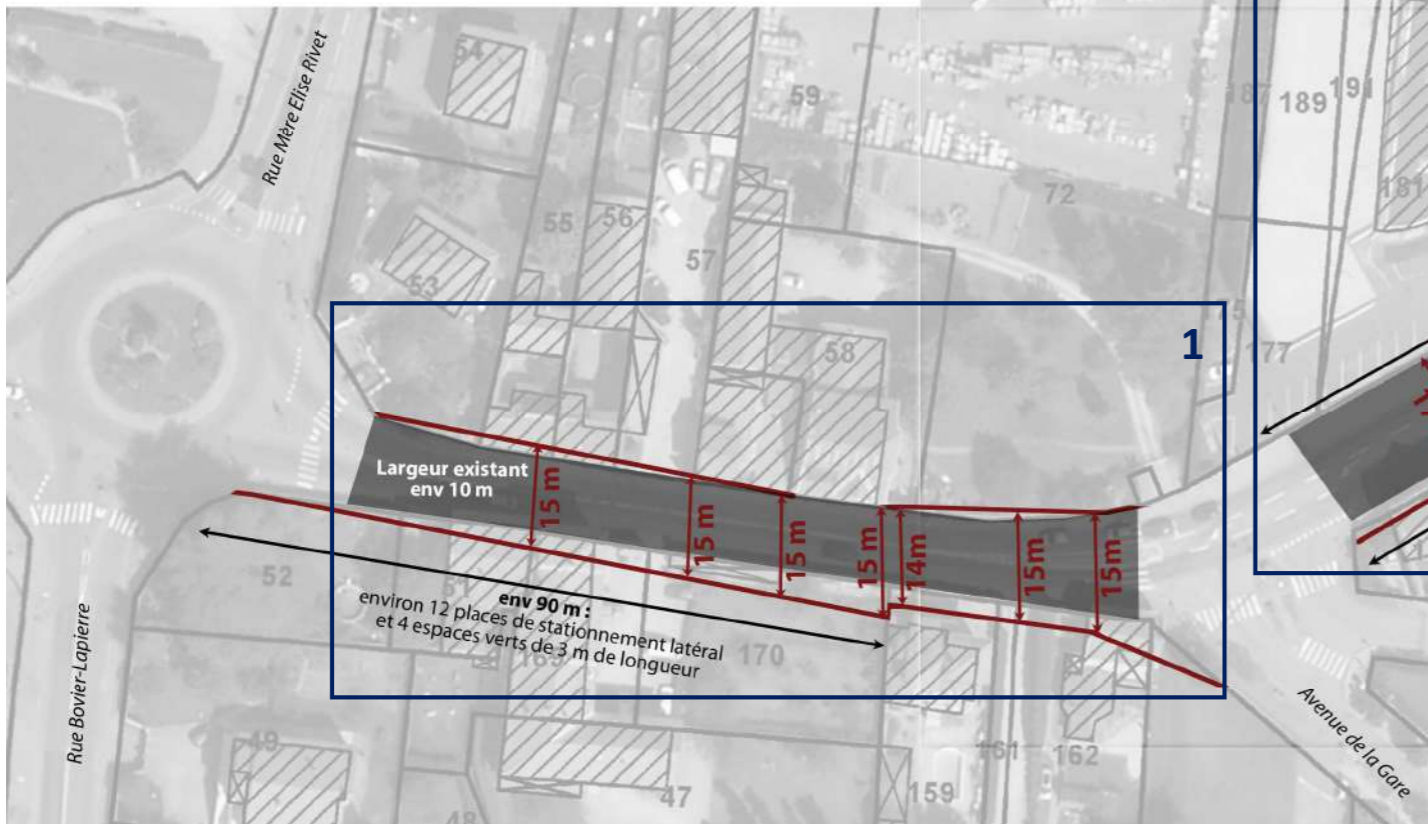 54
Rue Mère Elise Rivet
59
187
189
191
181
72
55
56
57
53
1
75
177
58
Largeur existant
env 10 m
15 m
15 m
15 m
15 m
14m
15m
15m
52
51
env 90 m :
environ 12 places de stationnement latéral
et 4 espaces verts de 3 m de longueur
169
170
Rue Bovier-Lapierre
49
161
162
Avenue de la Gare
47
159
48